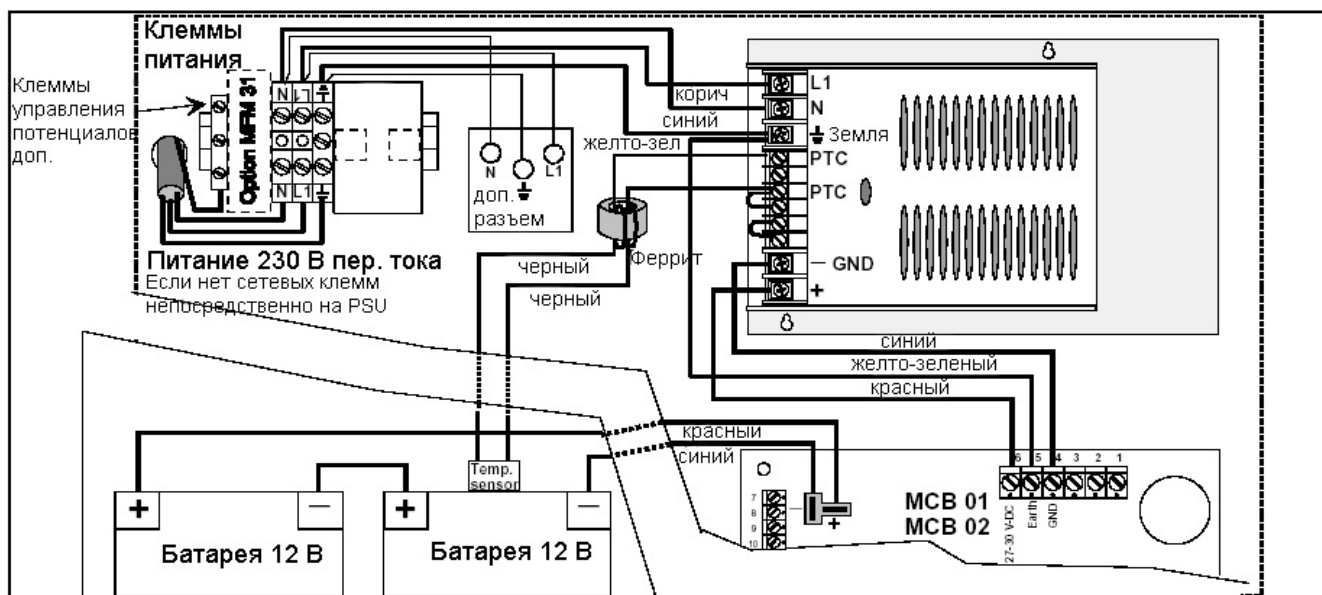 Клеммы
питания
Клеммы
управления
потенциалов
доп.
Option MFM 31
N L1
N L1
N
L1
доп.
разъем
Питание 230 В пер. тока
Если нет сетевых клемм
непосредственно на PSU
корич
синий
желто-зел
L1
N
Земля
PTC
PTC
— GND
+
Феррит
черный
черный
синий
желто-зеленый
красный
красный
синий
Temp.
sensor
+
—
+
—
Батарея 12 В
Батарея 12 В
7
8
9
10
—
+
MCB 01
MCB 02
6 5 4 3 2 1
27-30 V-DC
Earth
GND